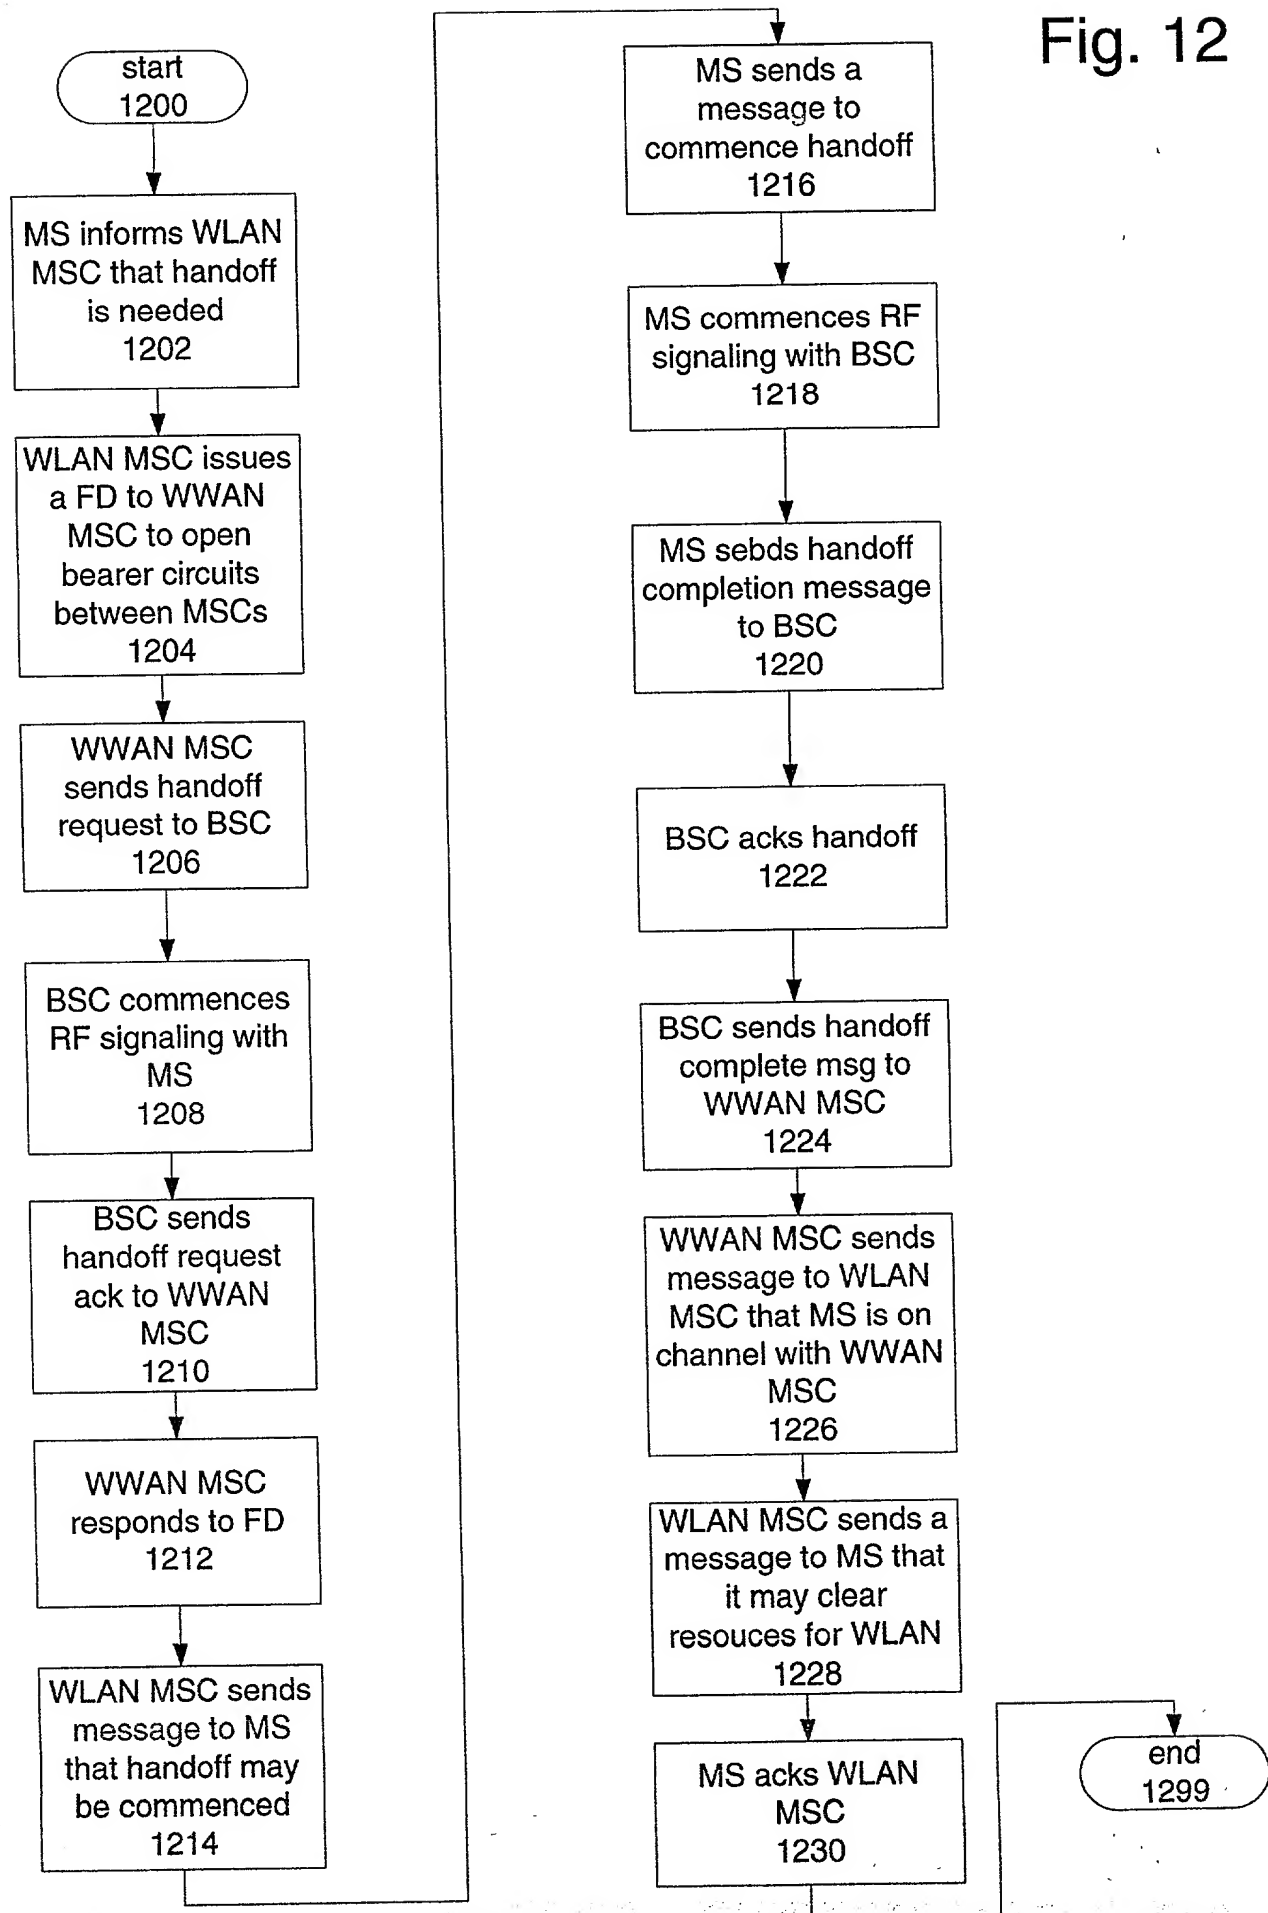 Fig. 12
start
1200
MS informs WLAN
MSC that handoff
is needed
1202
WLAN MSC issues
a FD to WWAN
MSC to open
bearer circuits
between MSCs
1204
WWAN MSC
sends handoff
request to BSC
1206
BSC commences
RF signaling with
MS
1208
BSC sends
handoff request
ack to WWAN
MSC
1210
WWAN MSC
responds to FD
1212
WLAN MSC sends
message to MS
that handoff may
be commenced
1214
MS sends a
message to
commence handoff
1216
MS commences RF
signaling with BSC
1218
MS sebds handoff
completion message
to BSC
1220
BSC acks handoff
1222
BSC sends handoff
complete msg to
WWAN MSC
1224
WWAN MSC sends
message to WLAN
MSC that MS is on
channel with WWAN
MSC
1226
WLAN MSC sends a
message to MS that
it may clear
resouces for WLAN
1228
MS acks WLAN
MSC
1230
end
1299